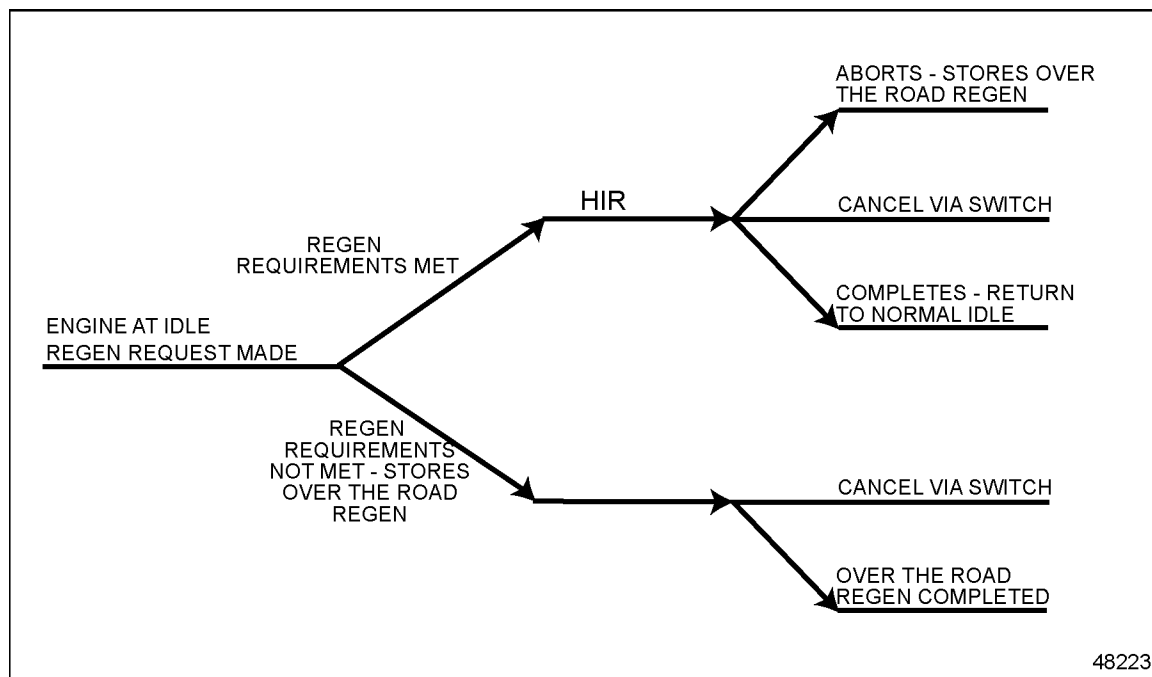 ABORTS - STORES OVER
THE ROAD REGEN
HIR
CANCEL VIA SWITCH
REGEN
REQUIREMENTS MET
COMPLETES - RETURN
TO NORMAL IDLE
ENGINE AT IDLE
REGEN REQUEST MADE
REGEN
REQUIREMENTS
NOT MET - STORES
OVER THE ROAD
REGEN
CANCEL VIA SWITCH
OVER THE ROAD
REGEN COMPLETED
48223